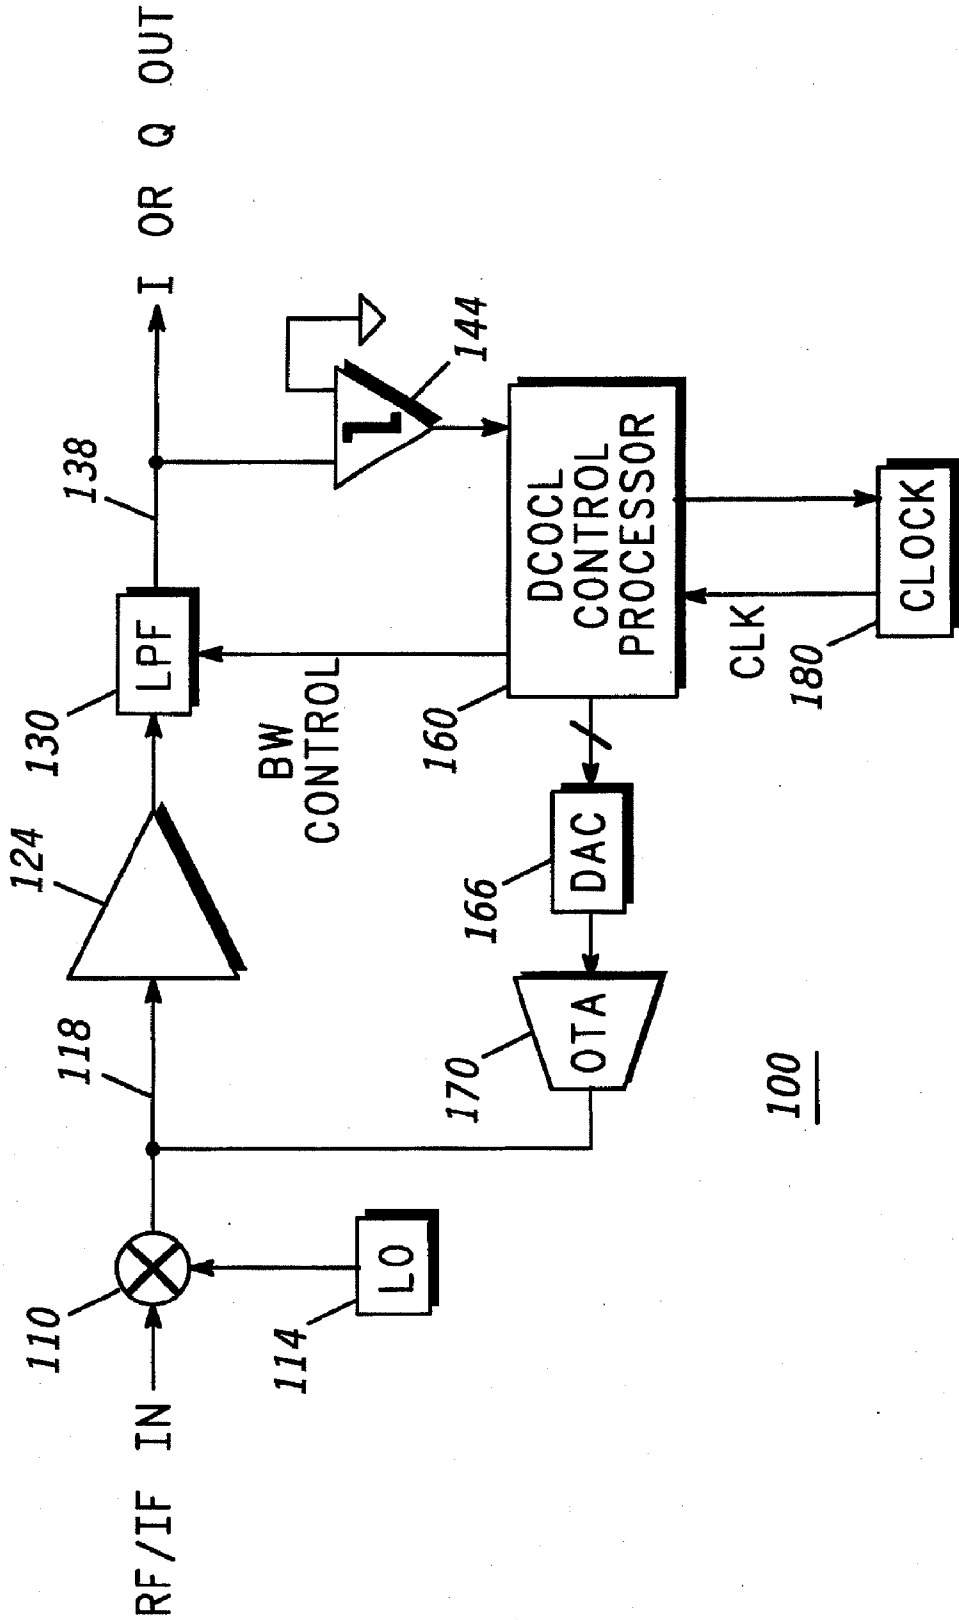 RF/IF IN
110
114
LO
118
124
130
LPF
138
I OR Q OUT
144
BW
CONTROL
160
DCOCL
CONTROL
PROCESSOR
170
OTA
166
DAC
CLK
180
CLOCK
100